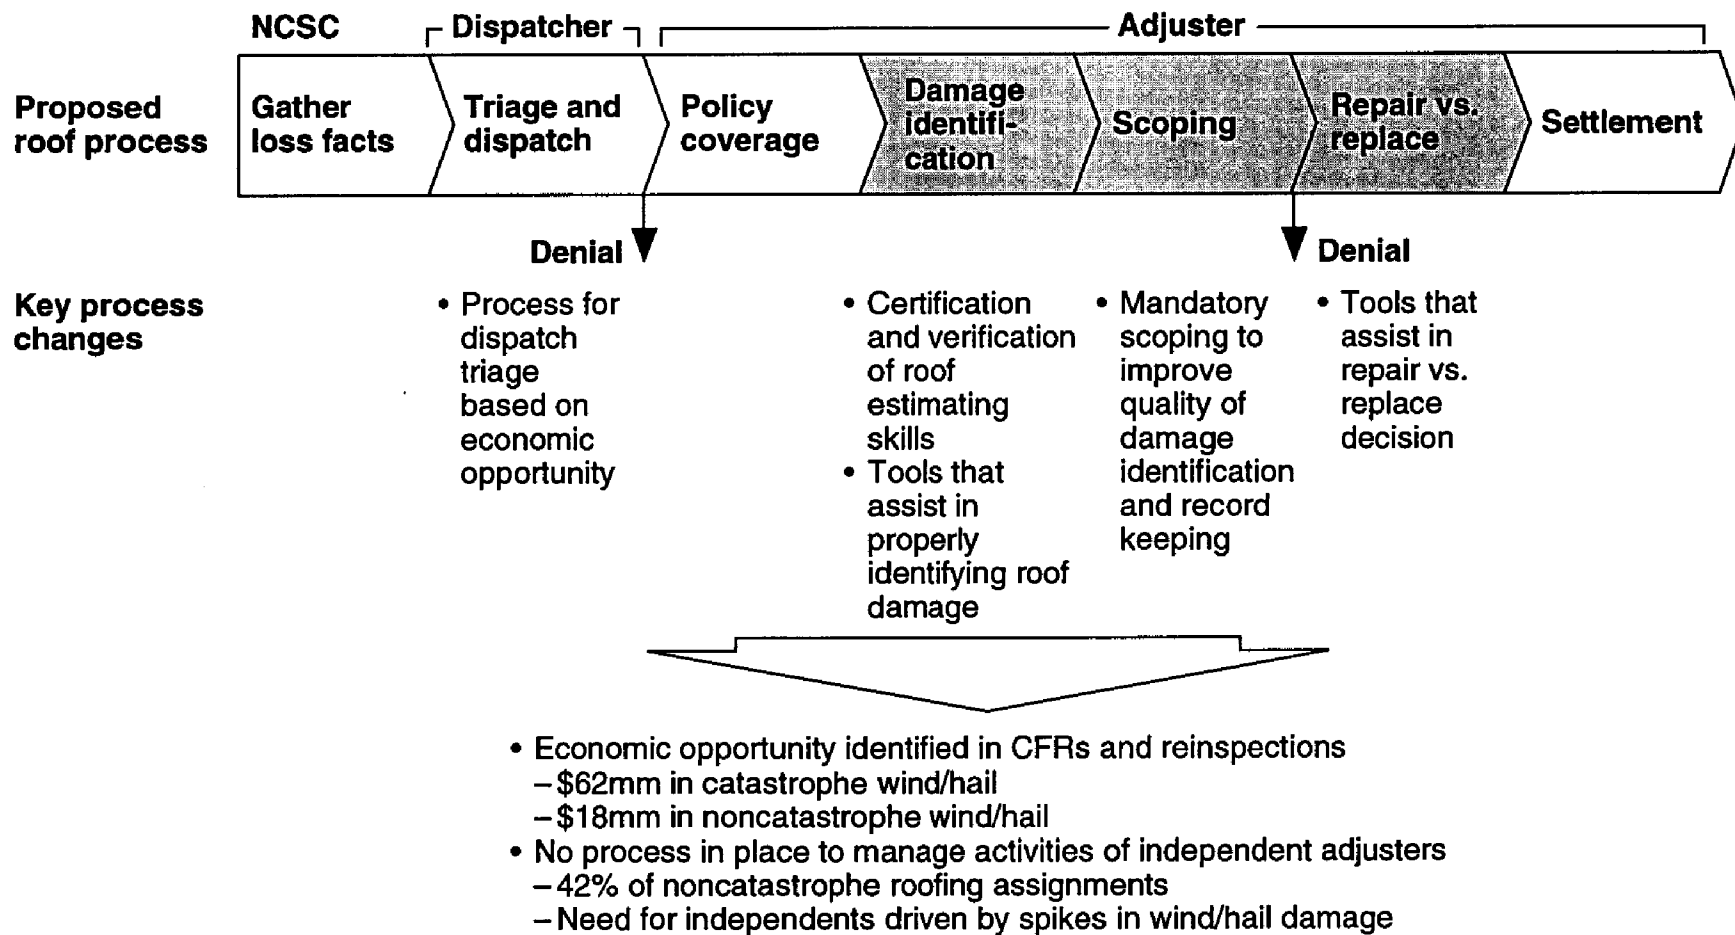 NCSC
Dispatcher
Adjuster
Proposed
roof process
Gather
loss facts
Triage and
dispatch
Policy
coverage
Damage
identifi-
cation
Scoping
Repair vs.
replace
Settlement
Denial
Denial
Key process
changes
• Process for
dispatch
triage
based on
economic
opportunity
• Certification
and verification
of roof
estimating
skills
• Tools that
assist in
properly
identifying roof
damage
• Mandatory
scoping to
improve
quality of
damage
identification
and record
keeping
• Tools that
assist in
repair vs.
replace
decision
• Economic opportunity identified in CFRs and reinspections
–$62mm in catastrophe wind/hail
–$18mm in noncatastrophe wind/hail
• No process in place to manage activities of independent adjusters
–42% of noncatastrophe roofing assignments
–Need for independents driven by spikes in wind/hail damage